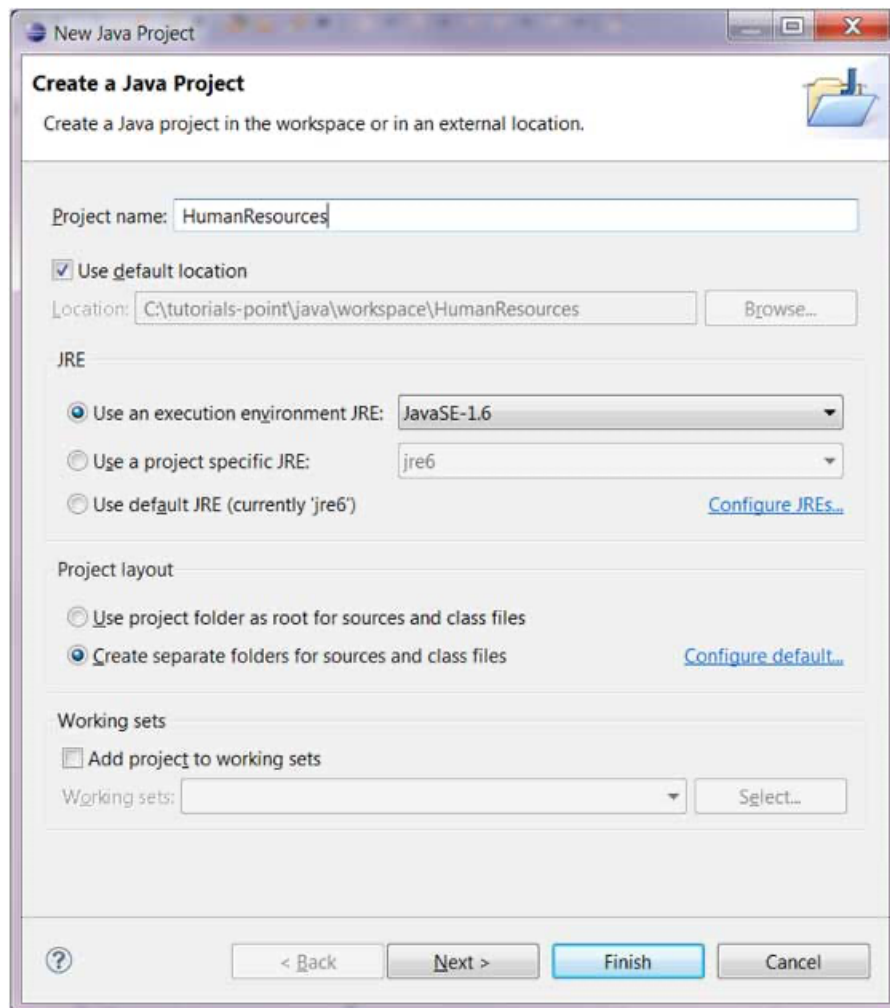 New Java Project
Create a Java Project
Create a Java project in the workspace or in an external location.
Project name: HumanResources
Use default location
Location: C:\tutorials-point\java\workspace\HumanResources Browse...
JRE
Use an execution environment JRE: JavaSE-1.6
Use a project specific JRE: jre6
Use default JRE (currently 'jre6') Configure JREs...
Project layout
Use project folder as root for sources and class files
Create separate folders for sources and class files Configure default...
Working sets
Add project to working sets
Working sets: Select...
? < Back Next > Finish Cancel